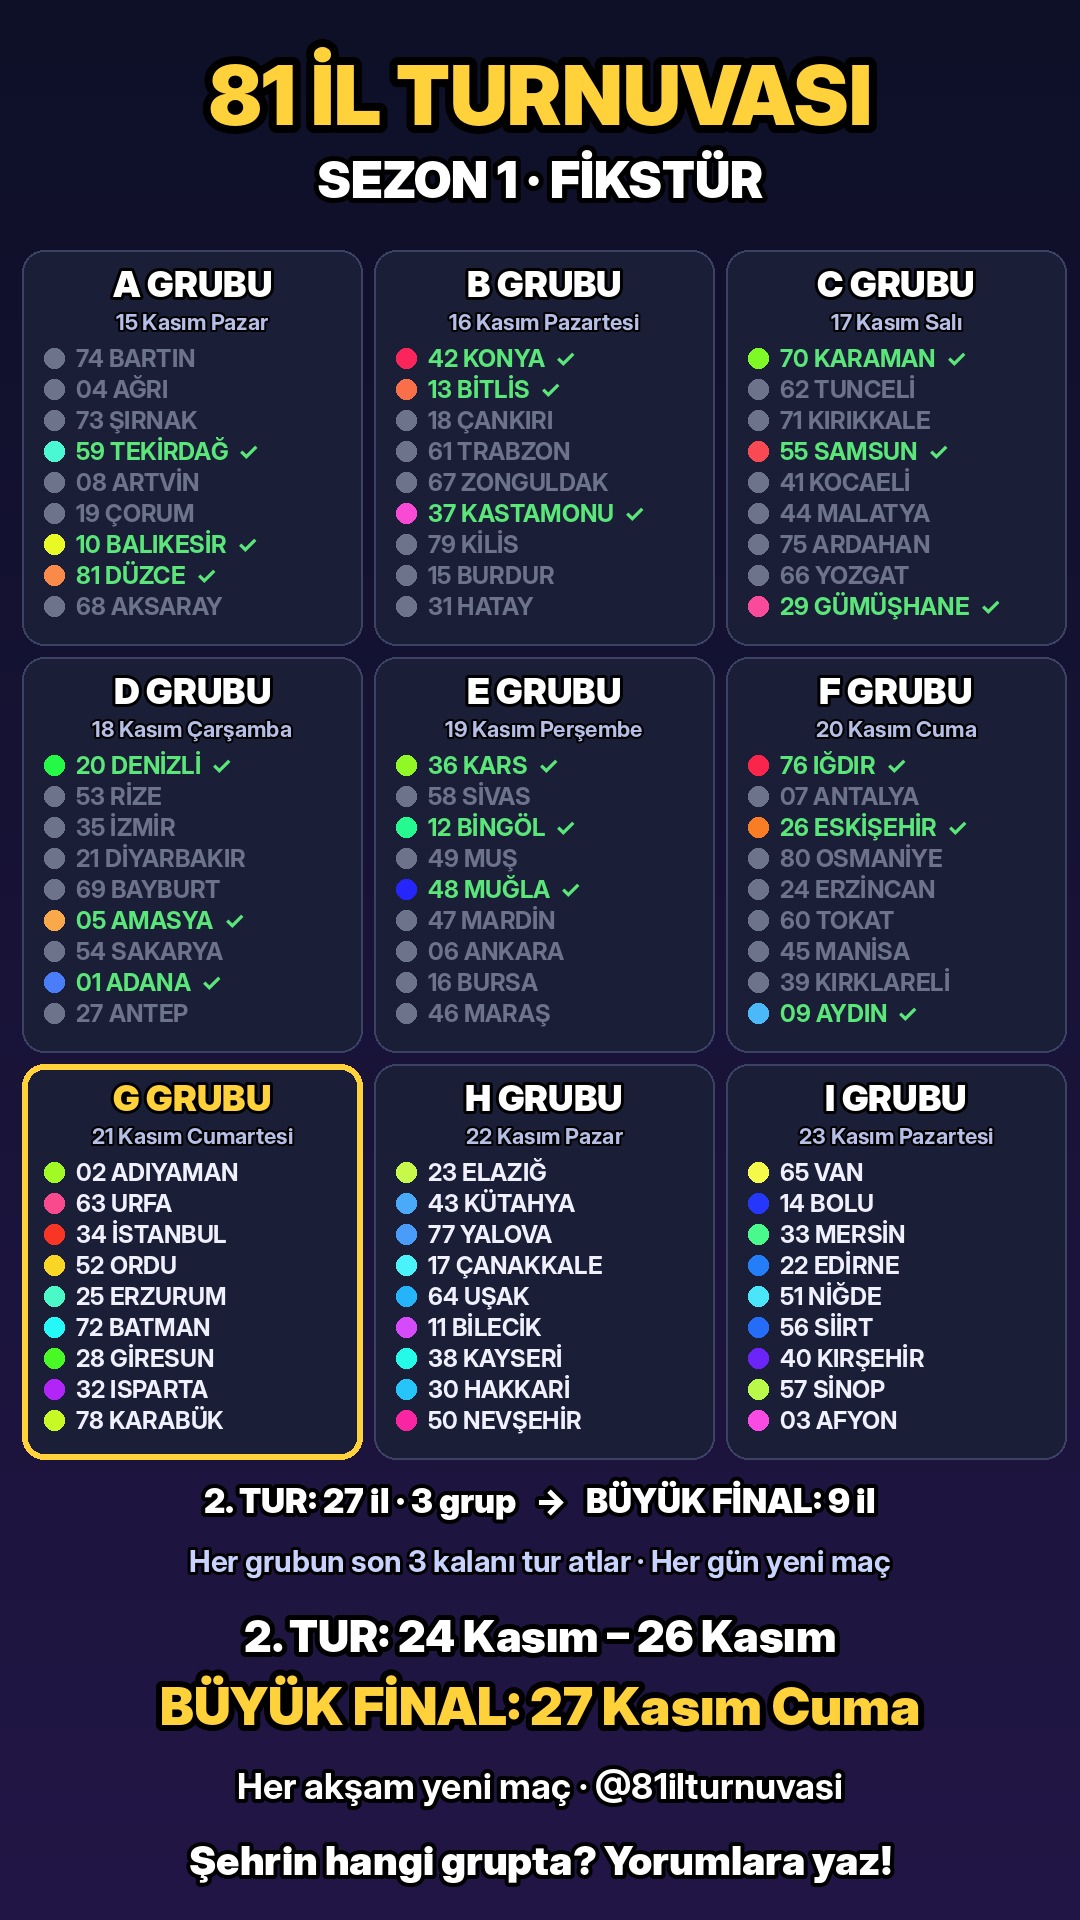 81 İL TURNUVASI
SEZON 1 · FİKSTÜR
A GRUBU
15 Kasım Pazar
74 BARTIN
04 AĞRI
73 ŞIRNAK
59 TEKİRDAĞ ✓
08 ARTVİN
19 ÇORUM
10 BALIKESİR ✓
81 DÜZCE ✓
68 AKSARAY
B GRUBU
16 Kasım Pazartesi
42 KONYA ✓
13 BİTLİS ✓
18 ÇANKIRI
61 TRABZON
67 ZONGULDAK
37 KASTAMONU ✓
79 KİLİS
15 BURDUR
31 HATAY
C GRUBU
17 Kasım Salı
70 KARAMAN ✓
62 TUNCELİ
71 KIRIKKALE
55 SAMSUN ✓
41 KOCAELİ
44 MALATYA
75 ARDAHAN
66 YOZGAT
29 GÜMÜŞHANE ✓
D GRUBU
18 Kasım Çarşamba
20 DENİZLİ ✓
53 RİZE
35 İZMİR
21 DİYARBAKIR
69 BAYBURT
05 AMASYA ✓
54 SAKARYA
01 ADANA ✓
27 ANTEP
E GRUBU
19 Kasım Perşembe
36 KARS ✓
58 SİVAS
12 BİNGÖL ✓
49 MUŞ
48 MUĞLA ✓
47 MARDİN
06 ANKARA
16 BURSA
46 MARAŞ
F GRUBU
20 Kasım Cuma
76 IĞDIR ✓
07 ANTALYA
26 ESKİŞEHİR ✓
80 OSMANİYE
24 ERZİNCAN
60 TOKAT
45 MANİSA
39 KIRKLARELİ
09 AYDIN ✓
G GRUBU
21 Kasım Cumartesi
02 ADIYAMAN
63 URFA
34 İSTANBUL
52 ORDU
25 ERZURUM
72 BATMAN
28 GİRESUN
32 ISPARTA
78 KARABÜK
H GRUBU
22 Kasım Pazar
23 ELAZIĞ
43 KÜTAHYA
77 YALOVA
17 ÇANAKKALE
64 UŞAK
11 BİLECİK
38 KAYSERİ
30 HAKKARİ
50 NEVŞEHİR
I GRUBU
23 Kasım Pazartesi
65 VAN
14 BOLU
33 MERSİN
22 EDİRNE
51 NİĞDE
56 SİİRT
40 KIRŞEHİR
57 SİNOP
03 AFYON
2. TUR: 27 il · 3 grup → BÜYÜK FİNAL: 9 il
Her grubun son 3 kalanı tur atlar · Her gün yeni maç
2. TUR: 24 Kasım – 26 Kasım
BÜYÜK FİNAL: 27 Kasım Cuma
Her akşam yeni maç · @81ilturnuvasi
Şehrin hangi grupta? Yorumlara yaz!